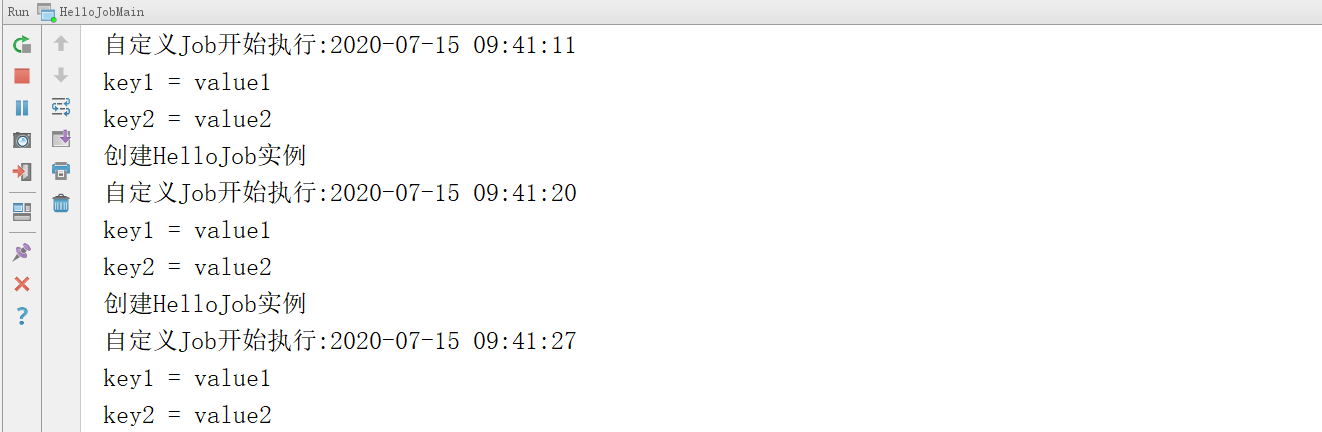 Run HelloJobMain
自定义Job开始执行:2020-07-15 09:41:11
key1 = value1
key2 = value2
创建HelloJob实例
自定义Job开始执行:2020-07-15 09:41:20
key1 = value1
key2 = value2
创建HelloJob实例
自定义Job开始执行:2020-07-15 09:41:27
key1 = value1
key2 = value2